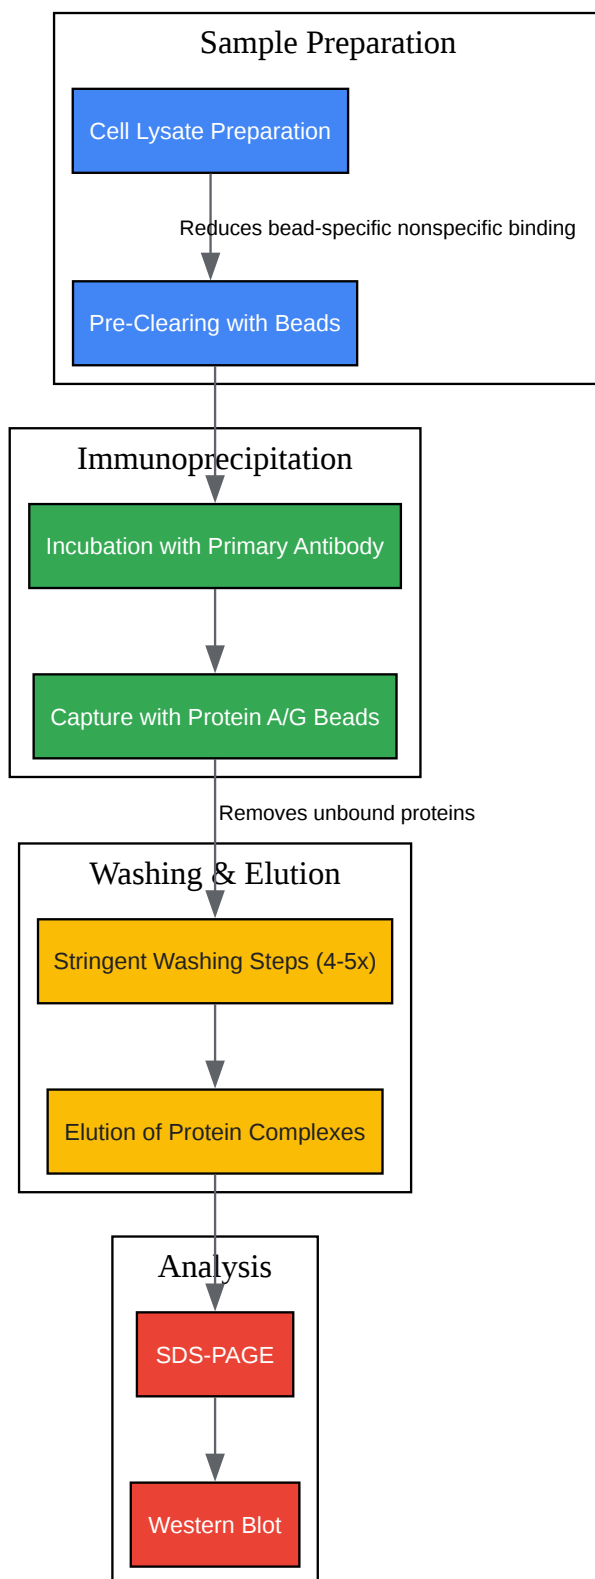 Sample Preparation
Cell Lysate Preparation
Reduces bead-specific nonspecific binding
Pre-Clearing with Beads
Immunoprecipitation
Incubation with Primary Antibody
Capture with Protein A/G Beads
Removes unbound proteins
Washing & Elution
Stringent Washing Steps (4-5x)
Elution of Protein Complexes
Analysis
SDS-PAGE
Western Blot